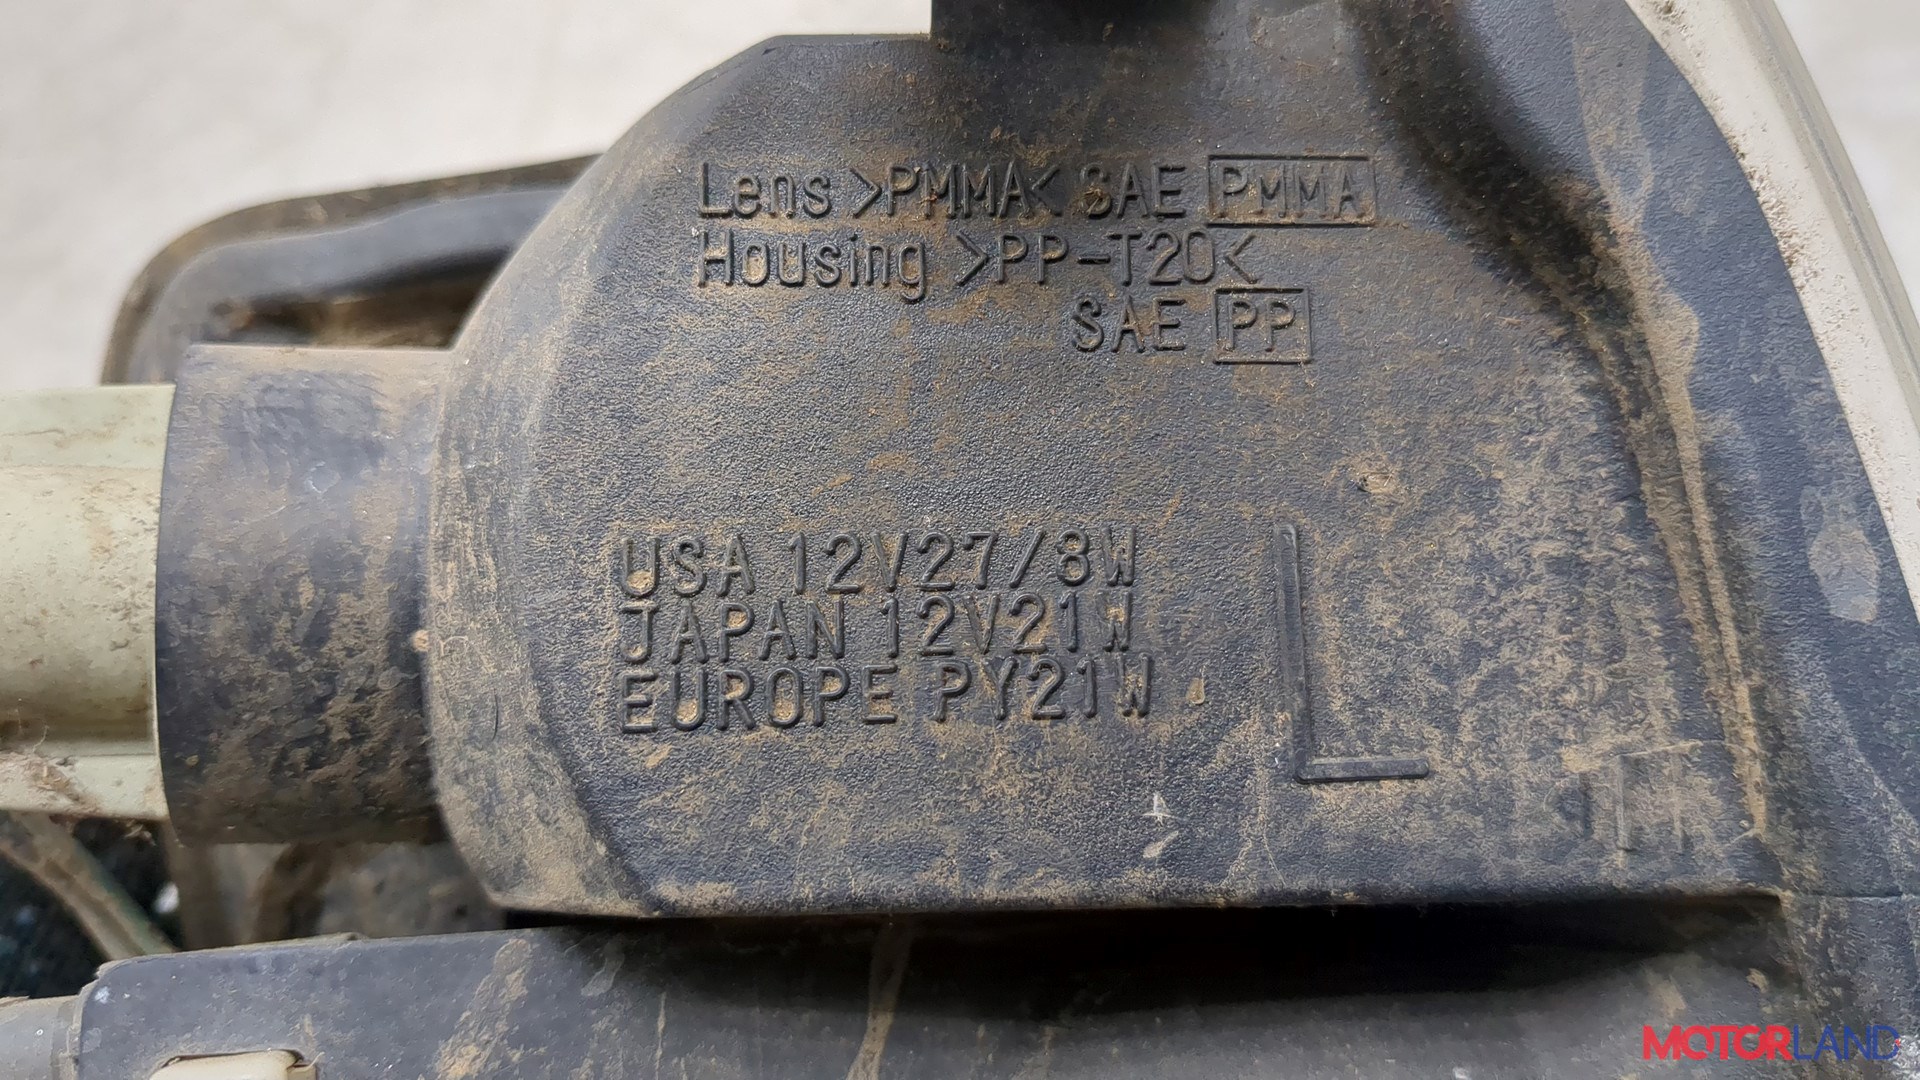 Lens >PMMA< SAE PMMA
Housing >PP-T20<
SAE PP
USA 12V27/8W
JAPAN 12V21W
EUROPE PY21W
L
MOTORLAND